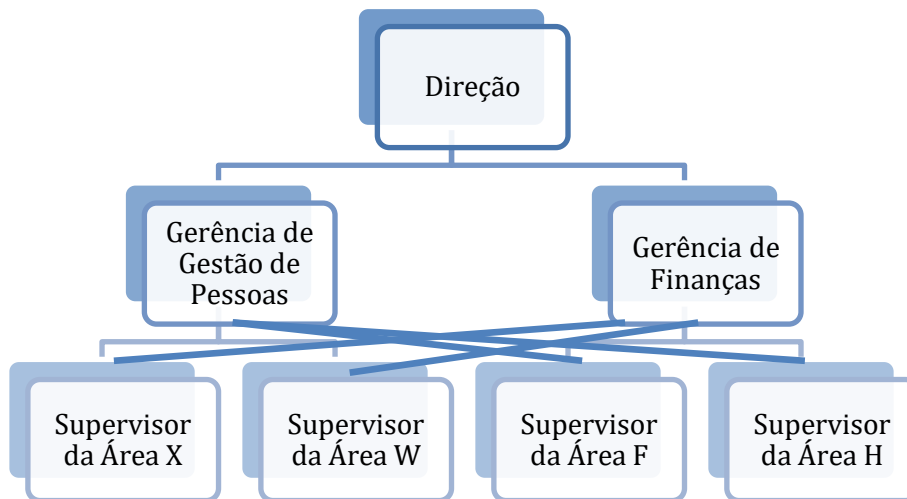 Direção
Gerência de
Gestão de
Pessoas
Gerência de
Finanças
Supervisor
da Área X
Supervisor
da Área W
Supervisor
da Área F
Supervisor
da Área H